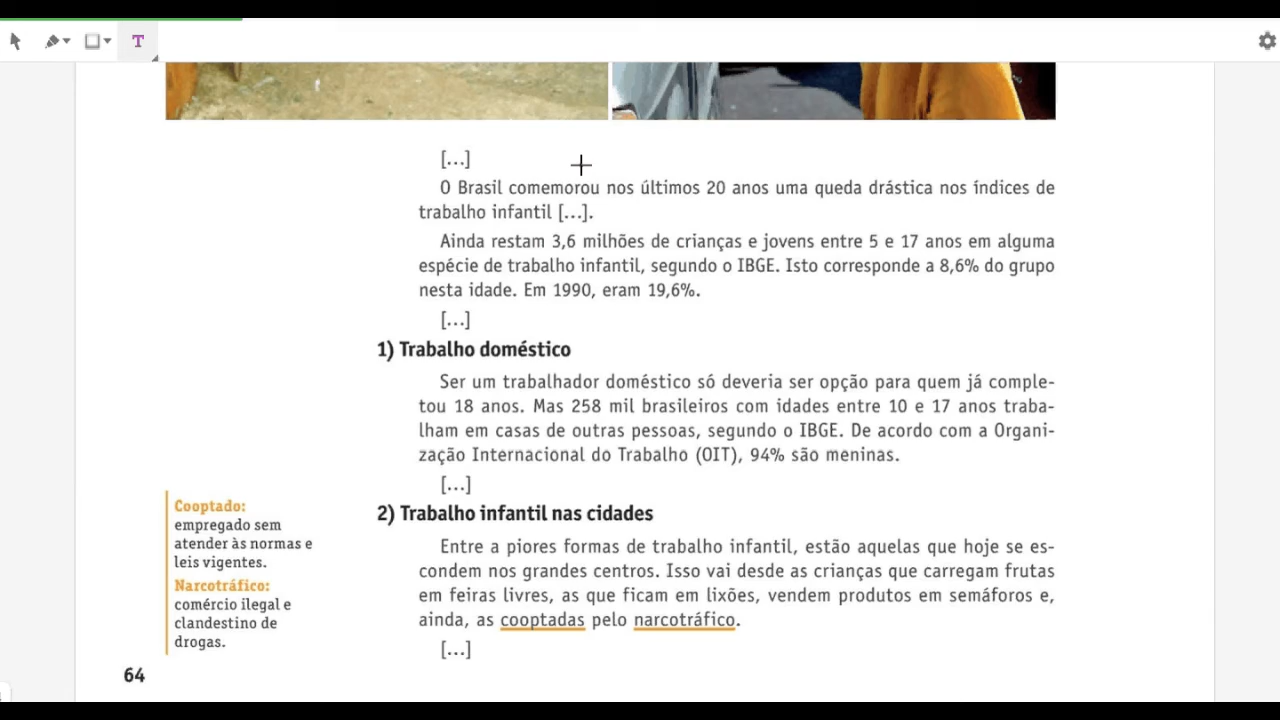 T
[...]
O Brasil comemorou nos últimos 20 anos uma queda drástica nos índices de
trabalho infantil [...].
Ainda restam 3,6 milhões de crianças e jovens entre 5 e 17 anos em alguma
espécie de trabalho infantil, segundo o IBGE. Isto corresponde a 8,6% do grupo
nesta idade. Em 1990, eram 19,6%.
[...]
1) Trabalho doméstico
Ser um trabalhador doméstico só deveria ser opção para quem já comple-
tou 18 anos. Mas 258 mil brasileiros com idades entre 10 e 17 anos traba-
lham em casas de outras pessoas, segundo o IBGE. De acordo com a Organi-
zação Internacional do Trabalho (OIT), 94% são meninas.
[...]
2) Trabalho infantil nas cidades
Entre a piores formas de trabalho infantil, estão aquelas que hoje se es-
condem nos grandes centros. Isso vai desde as crianças que carregam frutas
em feiras livres, as que ficam em lixões, vendem produtos em semáforos e,
ainda, as cooptadas pelo narcotráfico.
[...]
Cooptado:
empregado sem
atender às normas e
leis vigentes.
Narcotráfico:
comércio ilegal e
clandestino de
drogas.
64